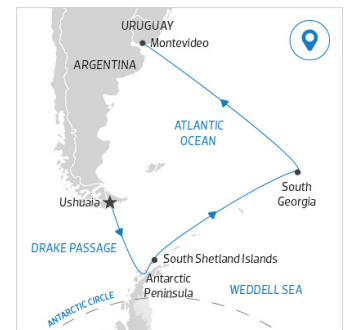 URUGUAY
Montevideo
ARGENTINA
ATLANTIC
OCEAN
South
Georgia
Ushuaia
DRAKE PASSAGE
South Shetland Islands
Antarctic
Peninsula
WEDDELL SEA
ANTARCTIC CIRCLE